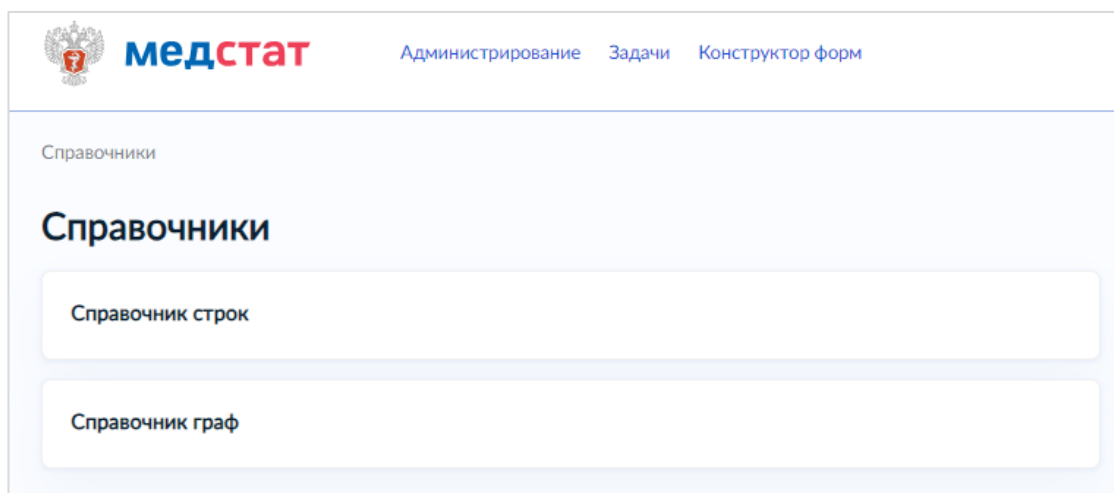 медстат Администрирование Задачи Конструктор форм
Справочники
Справочники
Справочник строк
Справочник граф